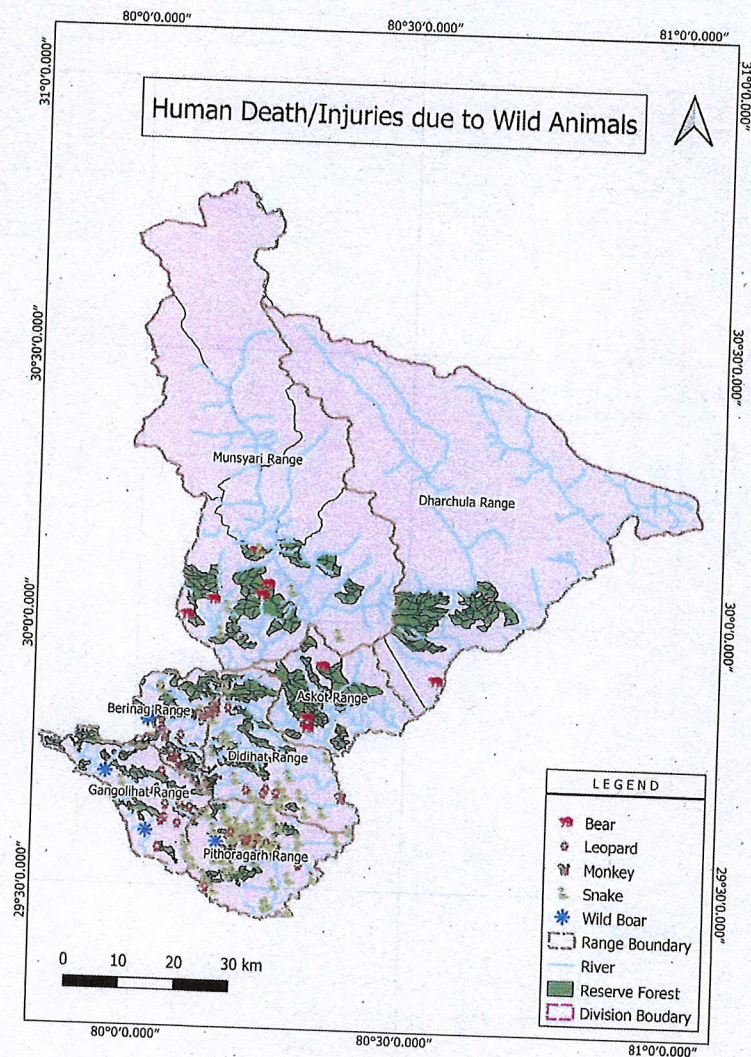 80°0'0.000"
80°30'0.000"
81°0'0.000"
31°0'0.000"
31°0'0.000"
Human Death/Injuries due to Wild Animals
30°30'0.000"
30°30'0.000"
Munsyari Range
Dharchula Range
30°0'0.000"
30°0'0.000"
Askot Range
Berinag Range
Didihat Range
Gangolihat Range
Pithoragarh Range
29°30'0.000"
29°30'0.000"
LEGEND
Bear
Leopard
Monkey
Snake
Wild Boar
Range Boundary
River
Reserve Forest
Division Boudary
0 10 20 30 km
80°0'0.000"
80°30'0.000"
81°0'0.000"